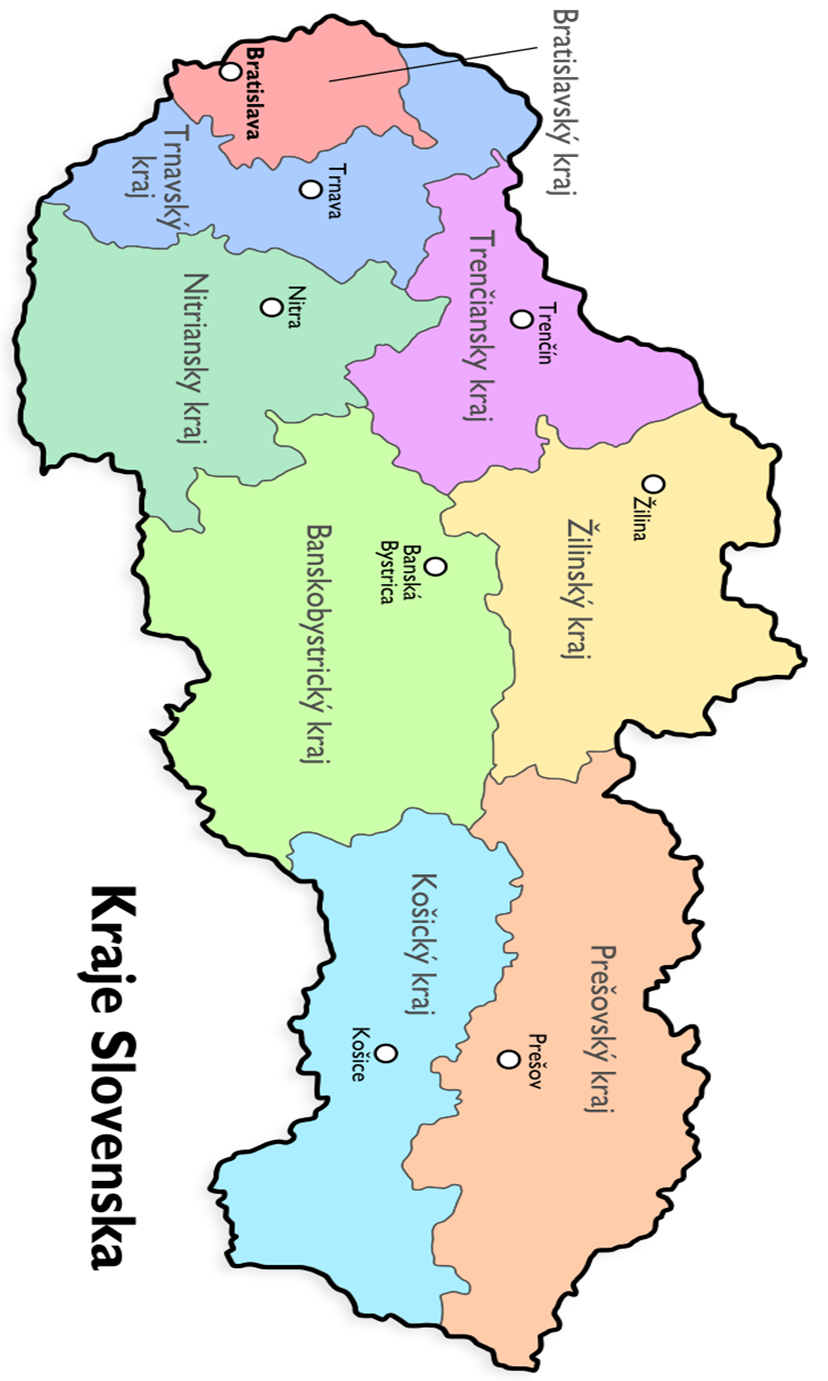 Bratislavský kraj
Žilina
Trenčín
Žilinský kraj
Prešovský kraj
Trenčiansky kraj
Prešov
Banská
Bystrica
Trnava
Košický kraj
Nitra
Košice
Bratislava
Banskobystrický kraj
Trnavský
kraj
Nitriansky kraj
Kraje Slovenska